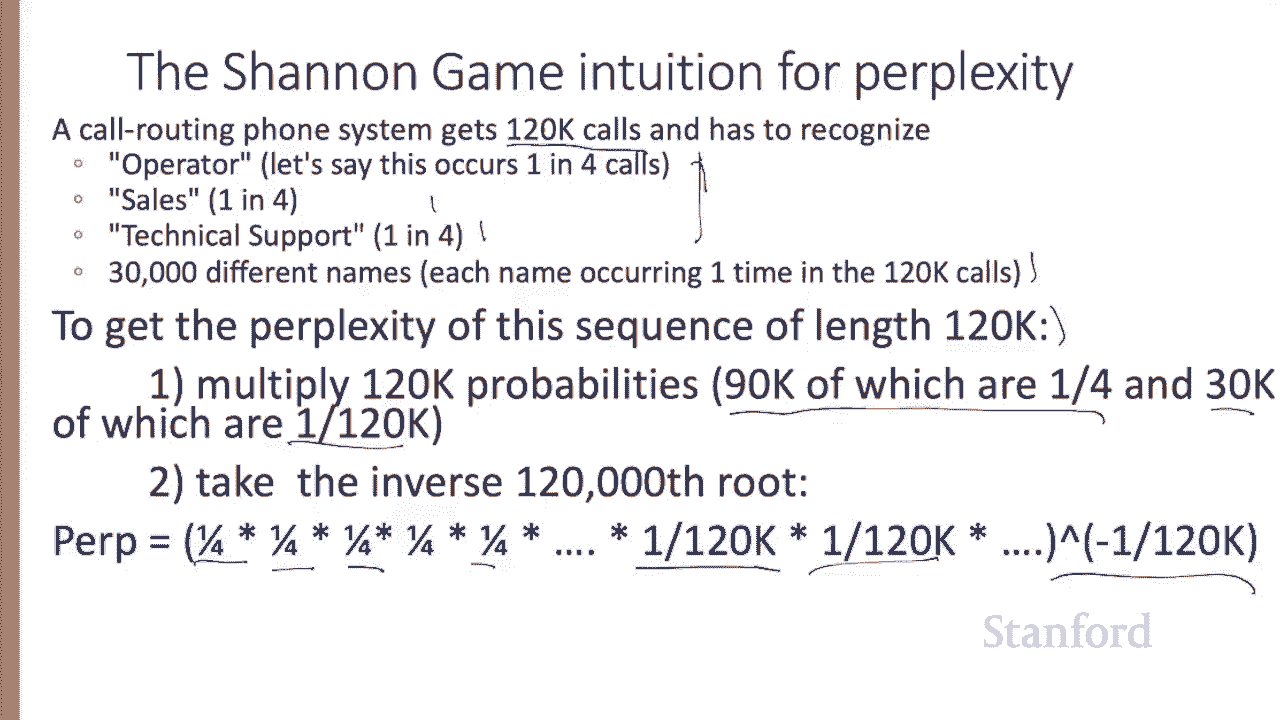 The Shannon Game intuition for perplexity
A call-routing phone system gets 120K calls and has to recognize
◦ "Operator" (let's say this occurs 1 in 4 calls)
◦ "Sales" (1 in 4)
◦ "Technical Support" (1 in 4)
◦ 30,000 different names (each name occurring 1 time in the 120K calls)
To get the perplexity of this sequence of length 120K:
1) multiply 120K probabilities (90K of which are 1/4 and 30K
of which are 1/120K)
2) take the inverse 120,000th root:
Perp = (¼ * ¼ * ¼* ¼ * ¼ * …. * 1/120K * 1/120K * ….)^(-1/120K)
Stanford